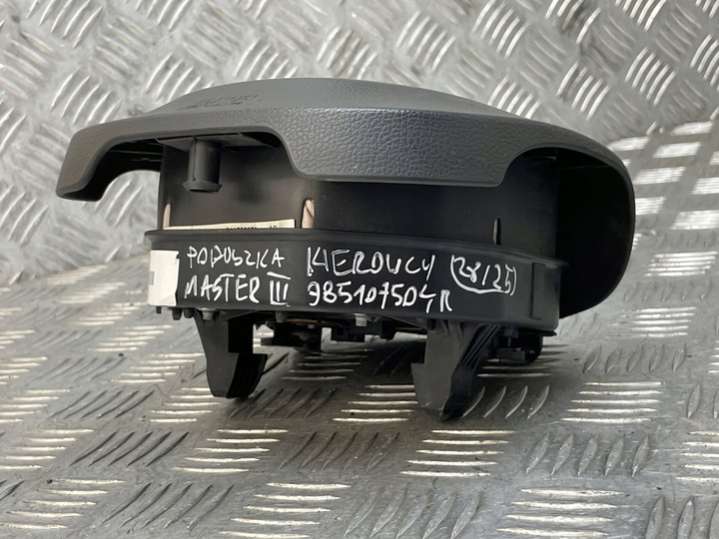 PODUSZKA KIEROWCY (28/25)
MASTER III 985107504R